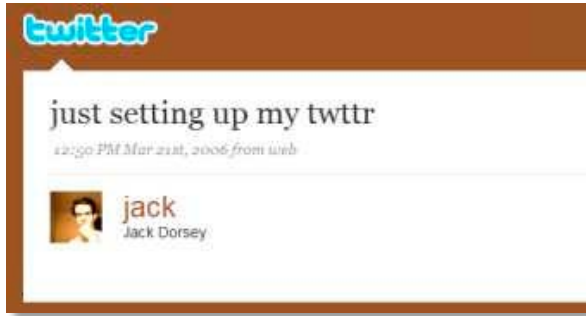 twitter
just setting up my twttr
12:50 PM Mar 21st, 2006 from web
jack
Jack Dorsey